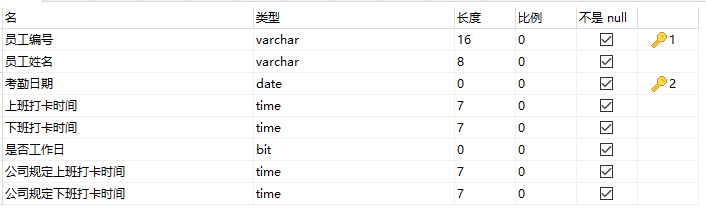 名 类型 长度 比例 不是 null
员工编号 varchar 16 0 1
员工姓名 varchar 8 0
考勤日期 date 0 0 2
上班打卡时间 time 7 0
下班打卡时间 time 7 0
是否工作日 bit 0 0
公司规定上班打卡时间 time 7 0
公司规定下班打卡时间 time 7 0